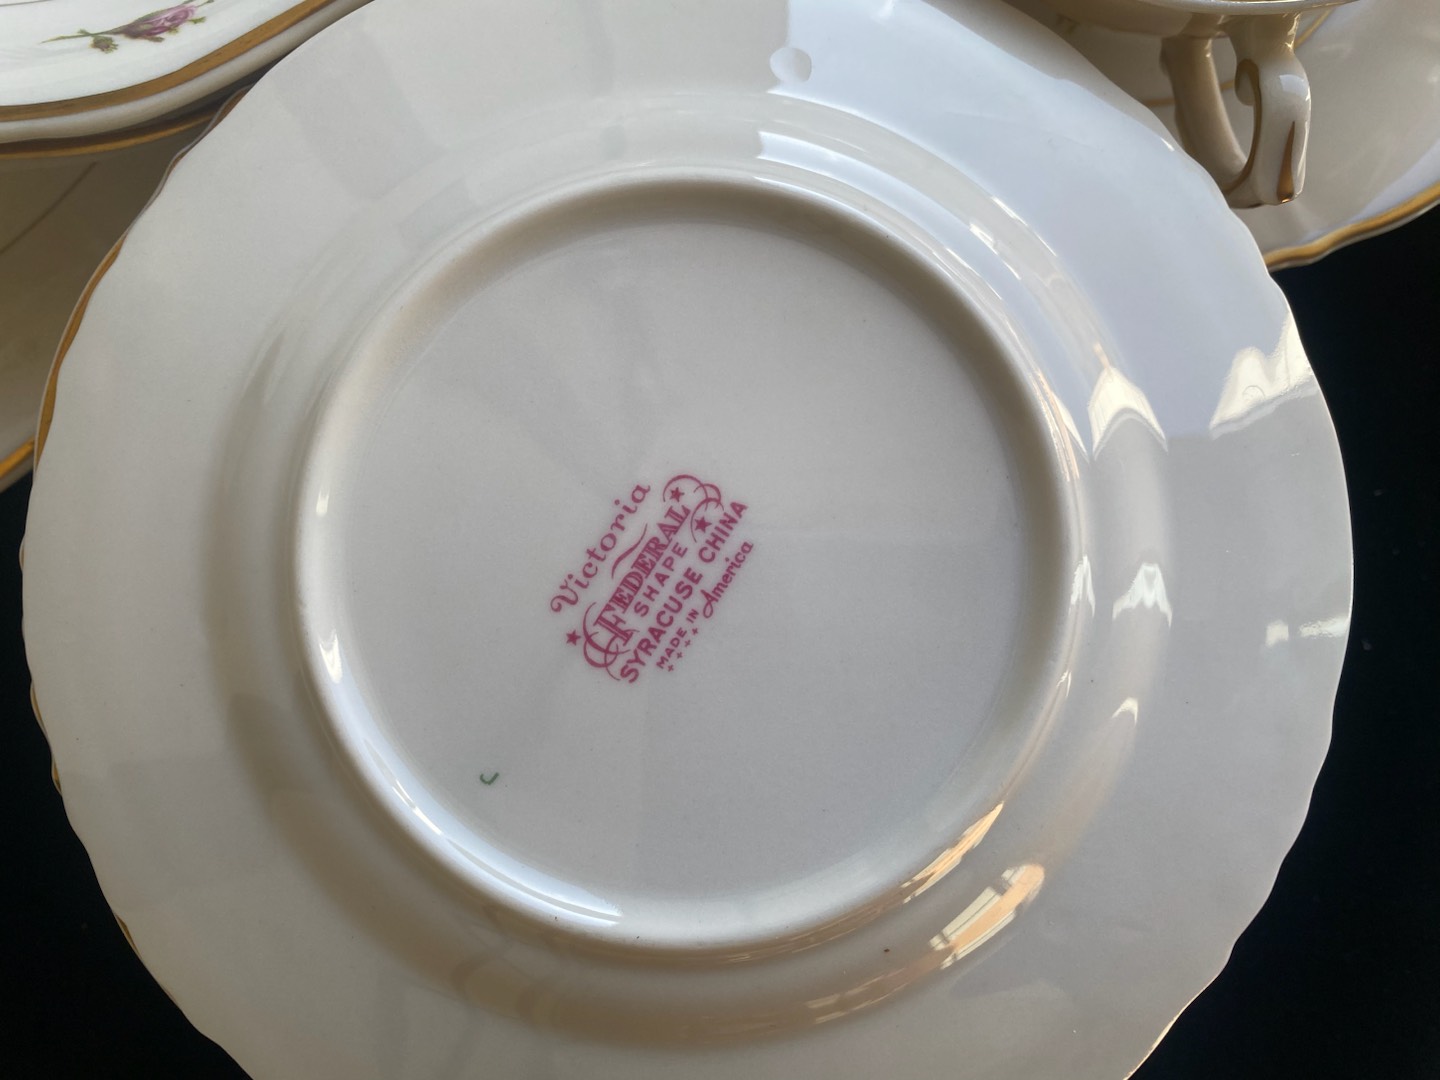 Victoria
FEDERAL
SHAPE
SYRACUSE CHINA
MADE IN America